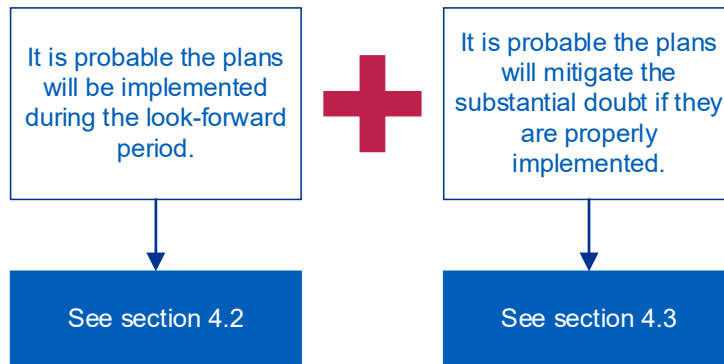 It is probable the plans
will be implemented
during the look-forward
period.
It is probable the plans
will mitigate the
substantial doubt if they
are properly
implemented.
See section 4.2
See section 4.3